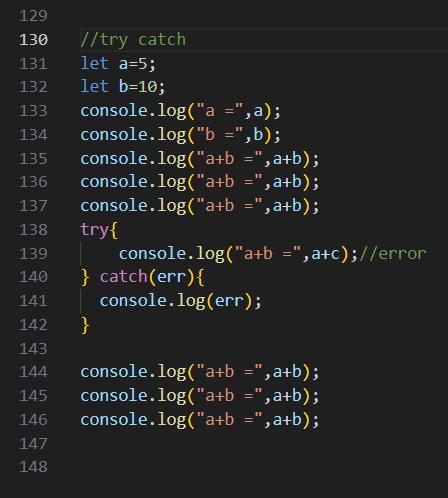 129
130 //try catch
131 let a=5;
132 let b=10;
133 console.log("a =",a);
134 console.log("b =",b);
135 console.log("a+b =",a+b);
136 console.log("a+b =",a+b);
137 console.log("a+b =",a+b);
138 try{
139     console.log("a+b =",a+c);//error
140 } catch(err){
141   console.log(err);
142 }
143
144 console.log("a+b =",a+b);
145 console.log("a+b =",a+b);
146 console.log("a+b =",a+b);
147
148